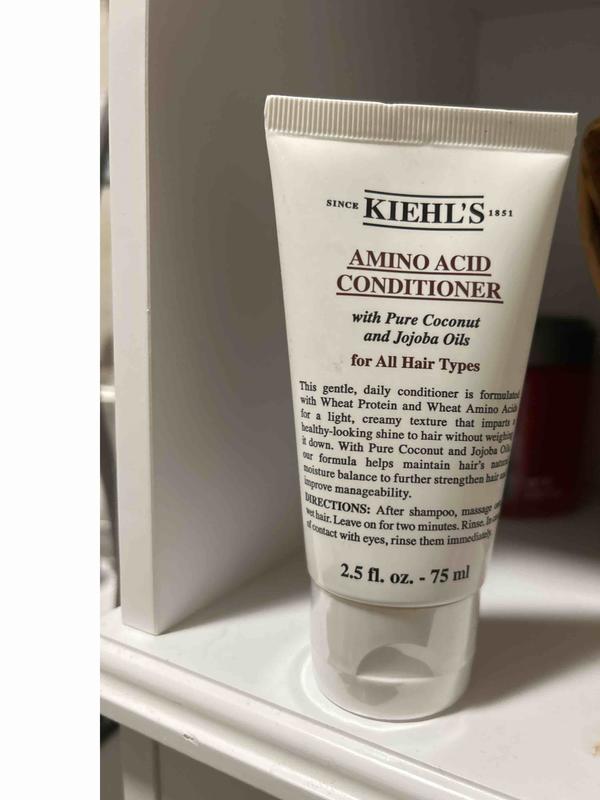 SINCE KIEHL'S 1851
AMINO ACID
CONDITIONER
with Pure Coconut
and Jojoba Oils
for All Hair Types
This gentle, daily conditioner is formulated
with Wheat Protein and Wheat Amino Acids
for a light, creamy texture that imparts a
healthy-looking shine to hair without weighing
it down. With Pure Coconut and Jojoba Oils,
our formula helps maintain hair's natural
moisture balance to further strengthen hair and
improve manageability.
DIRECTIONS: After shampoo, massage
wet hair. Leave on for two minutes. Rinse. In
of contact with eyes, rinse them immediately.
2.5 fl. oz. - 75 ml